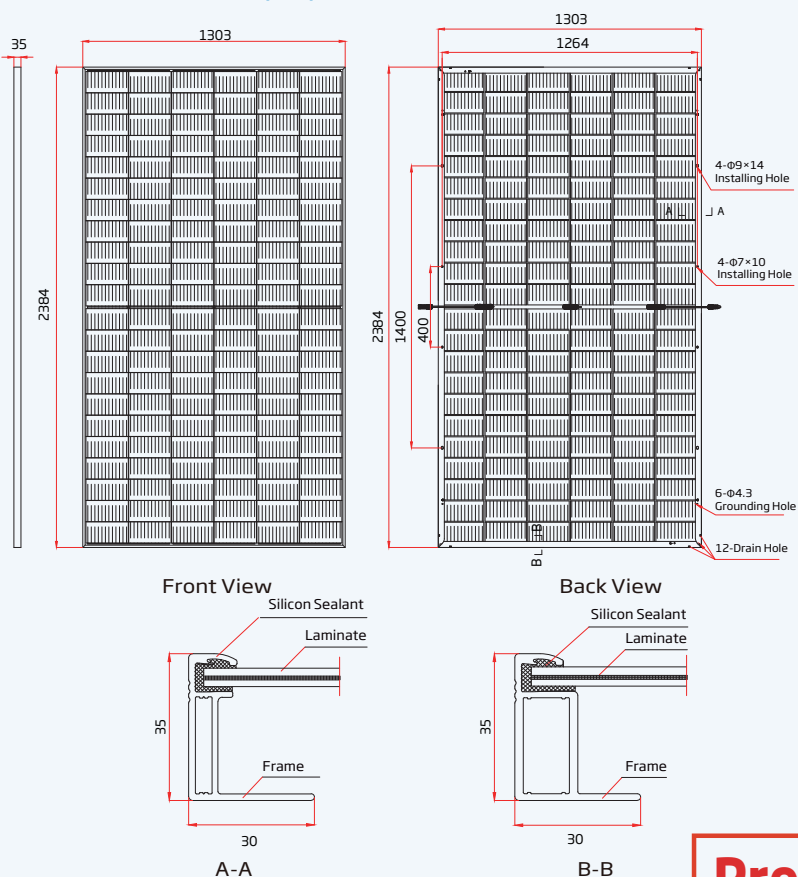 35
1303
2384
Front View
1303
1264
2384
1400
400
4-Φ9×14
Installing Hole
A
A
4-Φ7×10
Installing Hole
6-Φ4.3
Grounding Hole
12-Drain Hole
B
B
Back View
Silicon Sealant
Laminate
35
Frame
30
A-A
Silicon Sealant
Laminate
35
Frame
30
B-B